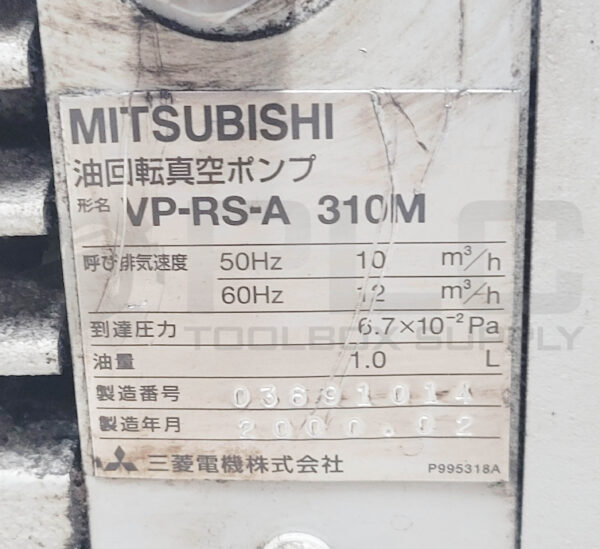 MITSUBISHI
油回転真空ポンプ
形名 VP-RS-A 310M
呼び排気速度 50Hz 10 m³/h
60Hz 12 m³/h
到達圧力 6.7×10⁻² Pa
油量 1.0 L
製造番号 03691014
製造年月 2000.02
三菱電機株式会社 P995318A
PLC
TOOLBOX SUPPLY